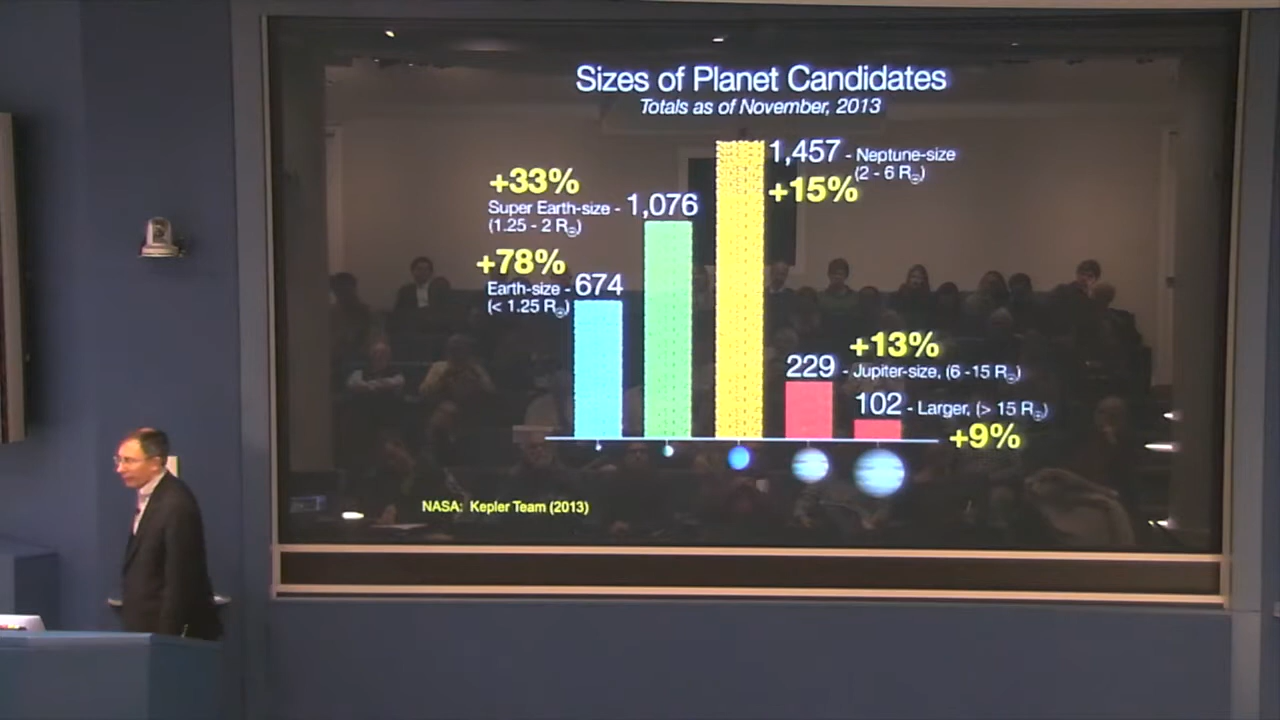 Sizes of Planet Candidates
Totals as of November, 2013
1,457 - Neptune-size
(2 - 6 R⊕)
+15%
+33%
Super Earth-size - 1,076
(1.25 - 2 R⊕)
+78%
Earth-size - 674
(< 1.25 R⊕)
+13%
229 - Jupiter-size, (6 -15 R⊕)
102 - Larger, (> 15 R⊕)
+9%
NASA: Kepler Team (2013)